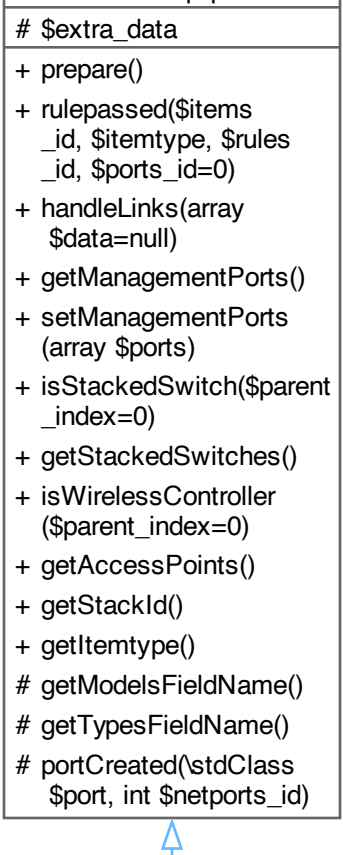 # $extra_data
+ prepare()
+ rulepassed($items
_id, $itemtype, $rules
_id, $ports_id=0)
+ handleLinks(array
$data=null)
+ getManagementPorts()
+ setManagementPorts
(array $ports)
+ isStackedSwitch($parent
_index=0)
+ getStackedSwitches()
+ isWirelessController
($parent_index=0)
+ getAccessPoints()
+ getStackId()
+ getItemtype()
# getModelsFieldName()
# getTypesFieldName()
# portCreated(\stdClass
$port, int $netports_id)